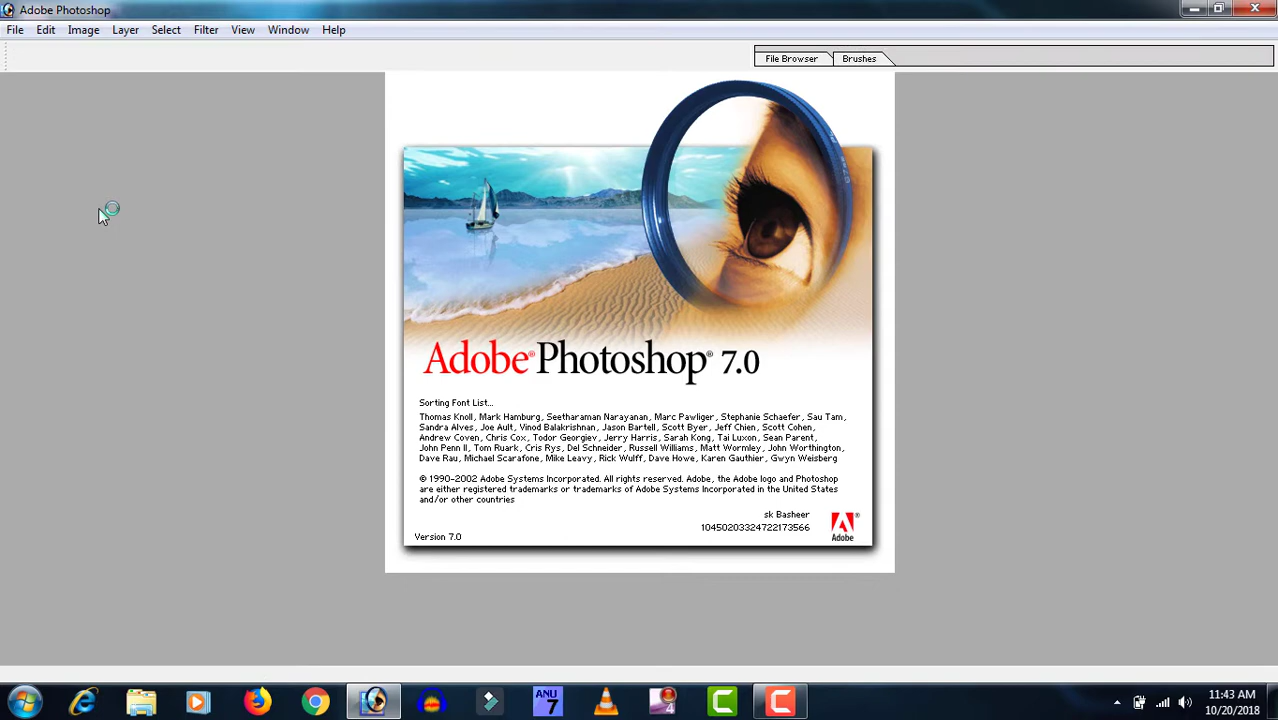 Adobe Photoshop
File Edit Image Layer Select Filter View Window Help
File Browser Brushes
Adobe® Photoshop® 7.0
Sorting Font List...
Thomas Knoll, Mark Hamburg, Seetharaman Narayanan, Marc Pawliger, Stephanie Schaefer, Sau Tam,
Sandra Alves, Joe Ault, Vinod Balakrishnan, Jason Bartell, Scott Byer, Jeff Chien, Scott Cohen,
Andrew Coven, Chris Cox, Todor Georgiev, Jerry Harris, Sarah Kong, Tai Luxon, Sean Parent,
John Penn II, Tom Ruark, Cris Rys, Del Schneider, Russell Williams, Matt Wormley, John Worthington,
Dave Rau, Michael Scarafone, Mike Leavy, Rick Wulff, Dave Howe, Karen Gauthier, Gwyn Weisberg
© 1990-2002 Adobe Systems Incorporated. All rights reserved. Adobe, the Adobe logo and Photoshop
are either registered trademarks or trademarks of Adobe Systems Incorporated in the United States
and/or other countries
sk Basheer
10450203324722173566
Adobe
Version 7.0
ANU
7
4
11:43 AM
10/20/2018